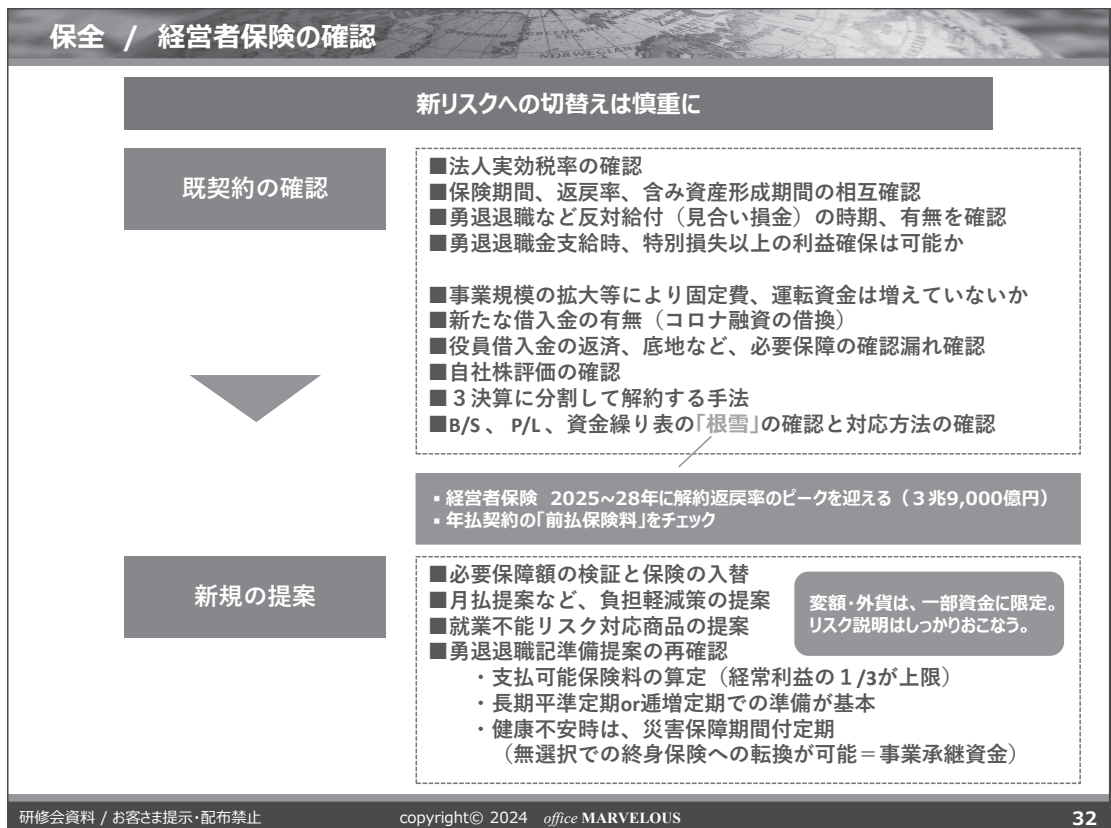 保全 / 経営者保険の確認
新リスクへの切替えは慎重に
既契約の確認
■法人実効税率の確認
■保険期間、返戻率、含み資産形成期間の相互確認
■勇退退職など反対給付（見合い損金）の時期、有無を確認
■勇退退職金支給時、特別損失以上の利益確保は可能か
■事業規模の拡大等により固定費、運転資金は増えていないか
■新たな借入金の有無（コロナ融資の借換）
■役員借入金の返済、底地など、必要保障の確認漏れ確認
■自社株評価の確認
■３決算に分割して解約する手法
■B/S 、 P/L 、資金繰り表の「根雪」の確認と対応方法の確認
▪ 経営者保険 2025~28年に解約返戻率のピークを迎える（３兆9,000億円）
▪ 年払契約の「前払保険料」をチェック
新規の提案
■必要保障額の検証と保険の入替
■月払提案など、負担軽減策の提案
■就業不能リスク対応商品の提案
■勇退退職記準備提案の再確認
・支払可能保険料の算定（経常利益の１/3が上限）
・長期平準定期or逓増定期での準備が基本
・健康不安時は、災害保障期間付定期
（無選択での終身保険への転換が可能＝事業承継資金）
変額･外貨は、一部資金に限定。
リスク説明はしっかりおこなう。
研修会資料 / お客さま提示･配布禁止
copyright© 2024 office MARVELOUS
32